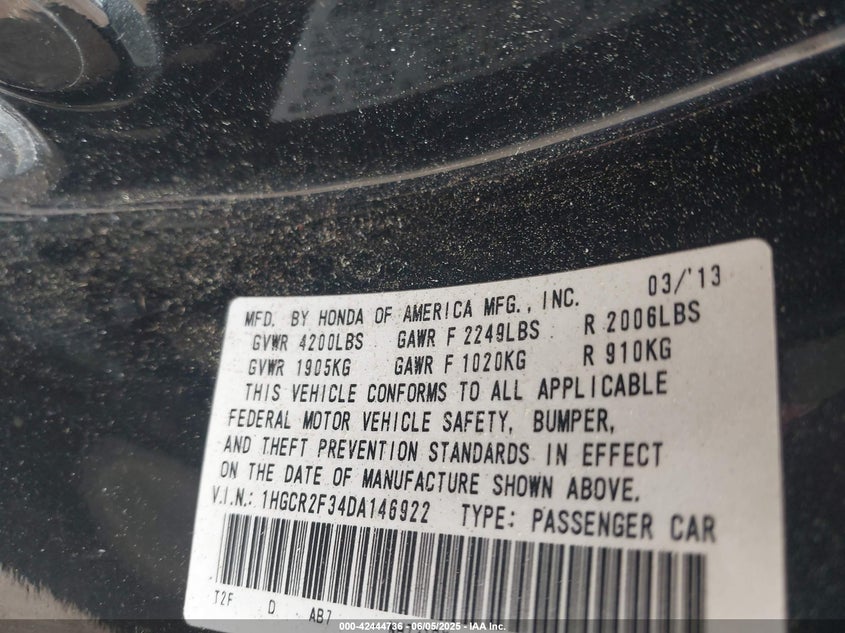 MFD. BY HONDA OF AMERICA MFG., INC. 03/'13
GVWR 4200LBS GAWR F 2249LBS R 2006LBS
GVWR 1905KG GAWR F 1020KG R 910KG
THIS VEHICLE CONFORMS TO ALL APPLICABLE
FEDERAL MOTOR VEHICLE SAFETY, BUMPER,
AND THEFT PREVENTION STANDARDS IN EFFECT
ON THE DATE OF MANUFACTURE SHOWN ABOVE.
V.I.N.: 1HGCR2F34DA146922 TYPE: PASSENGER CAR
T2F D AB7
000-42444736 - 06/05/2025 - IAA Inc.